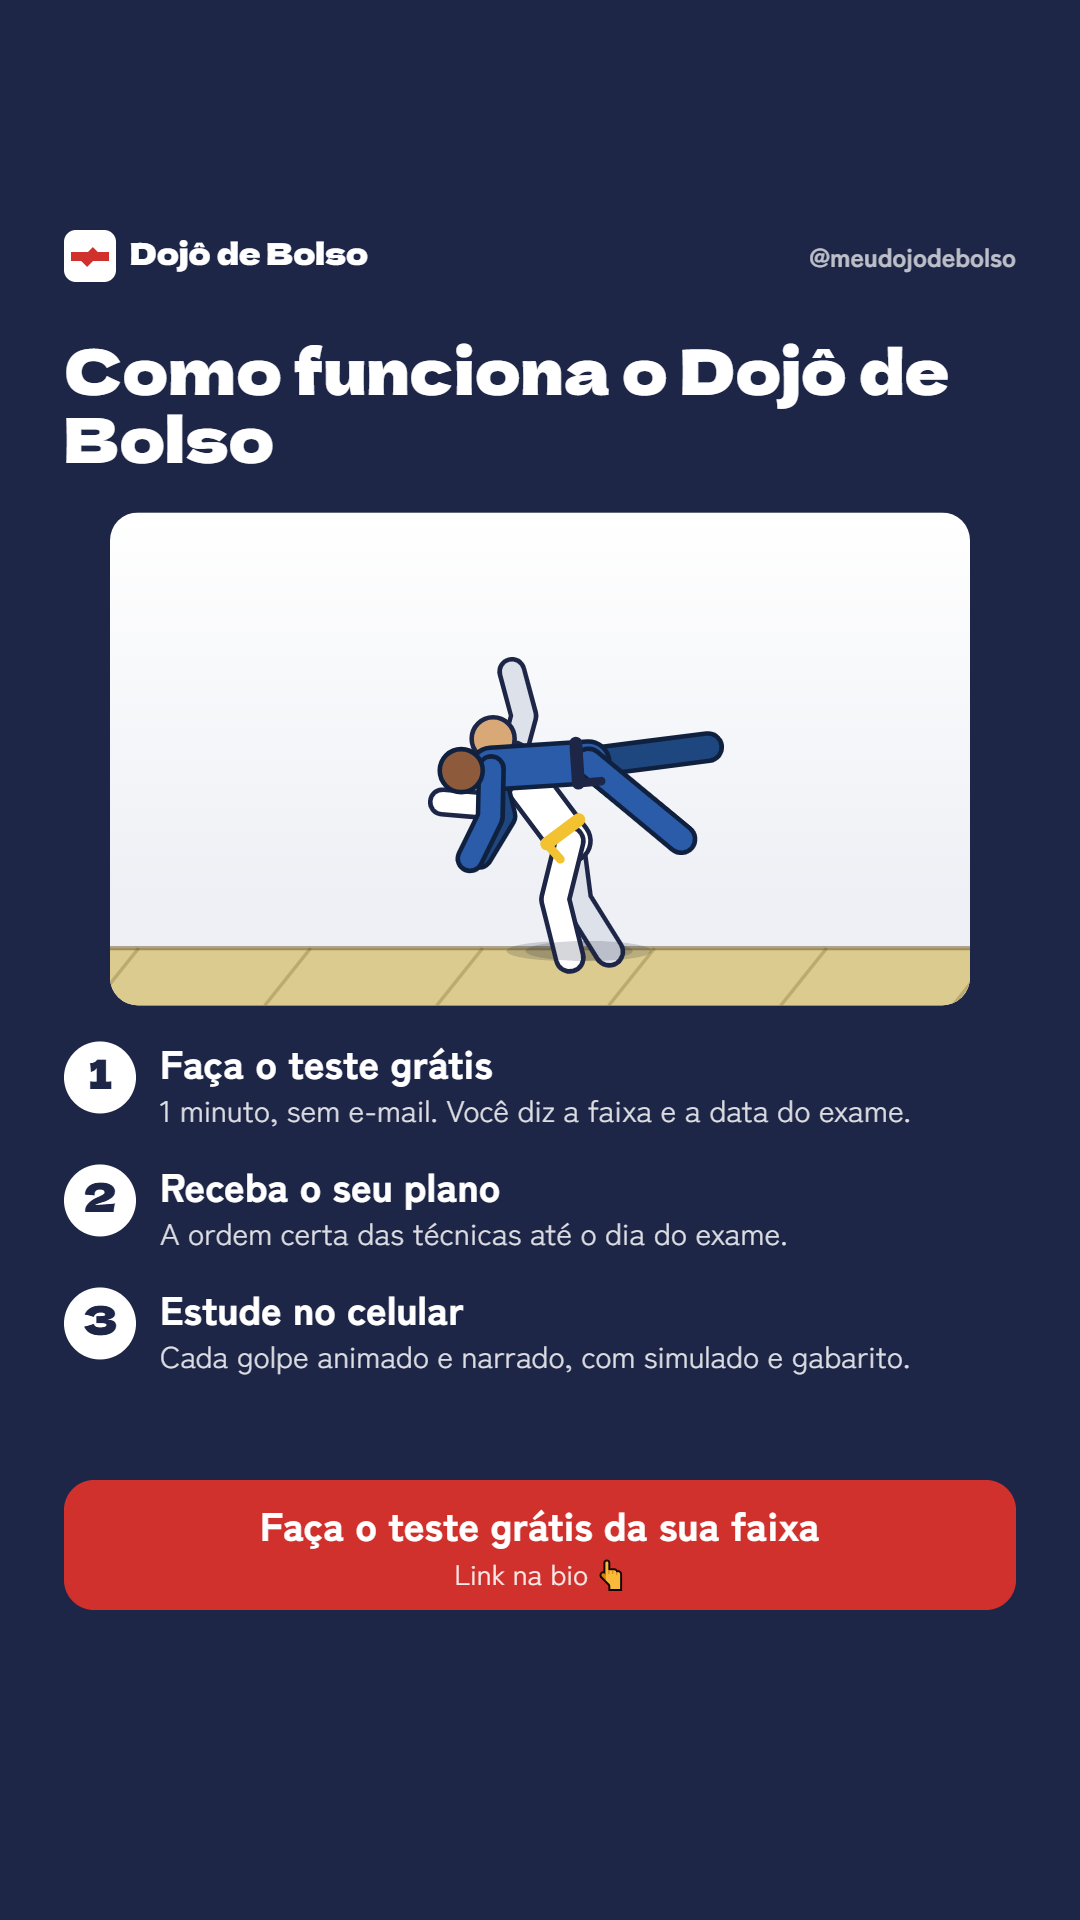 Dojô de Bolso
@meudojodebolso
Como funciona o Dojô de
Bolso
1
Faça o teste grátis
1 minuto, sem e-mail. Você diz a faixa e a data do exame.
2
Receba o seu plano
A ordem certa das técnicas até o dia do exame.
3
Estude no celular
Cada golpe animado e narrado, com simulado e gabarito.
Faça o teste grátis da sua faixa
Link na bio 👆